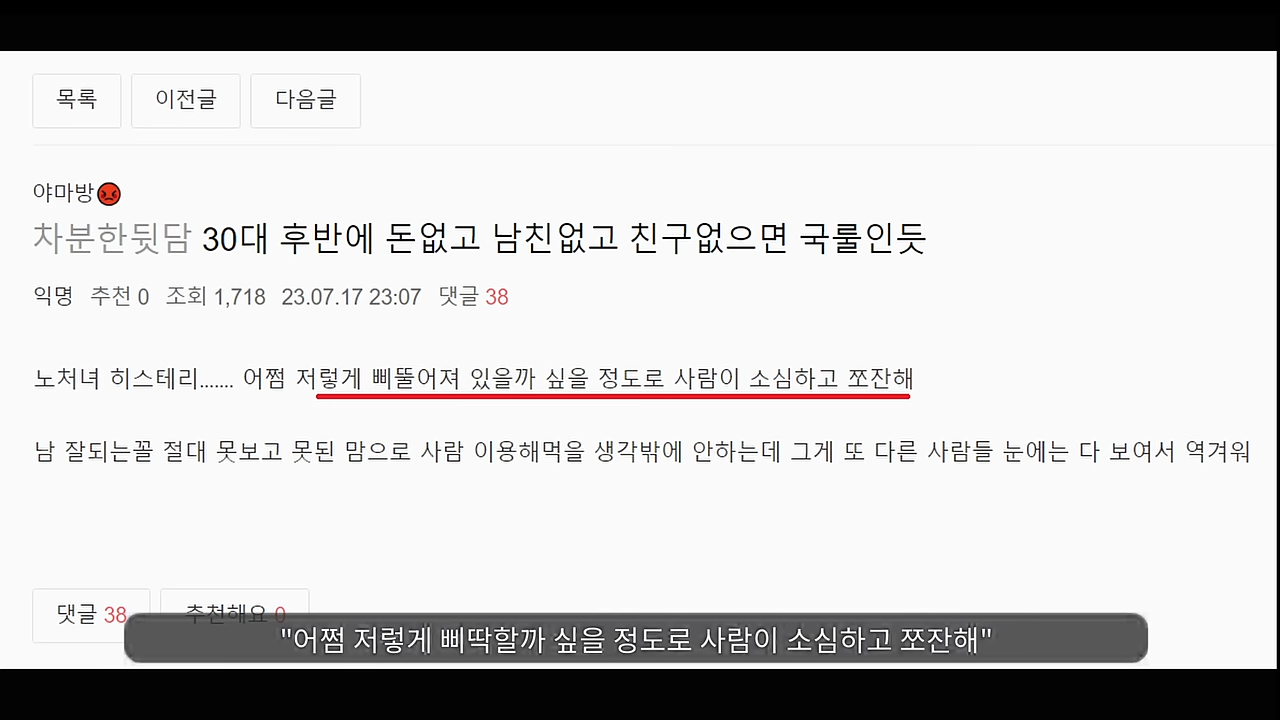 목록 이전글 다음글
야마방
차분한뒷담 30대 후반에 돈없고 남친없고 친구없으면 국룰인듯
익명 추천 0 조회 1,718 23.07.17 23:07 댓글 38
노처녀 히스테리....... 어쩜 저렇게 삐뚤어져 있을까 싶을 정도로 사람이 소심하고 쪼잔해
남 잘되는꼴 절대 못보고 못된 맘으로 사람 이용해먹을 생각밖에 안하는데 그게 또 다른 사람들 눈에는 다 보여서 역겨워
댓글 38 추천해요 0
"어쩜 저렇게 삐딱할까 싶을 정도로 사람이 소심하고 쪼잔해"